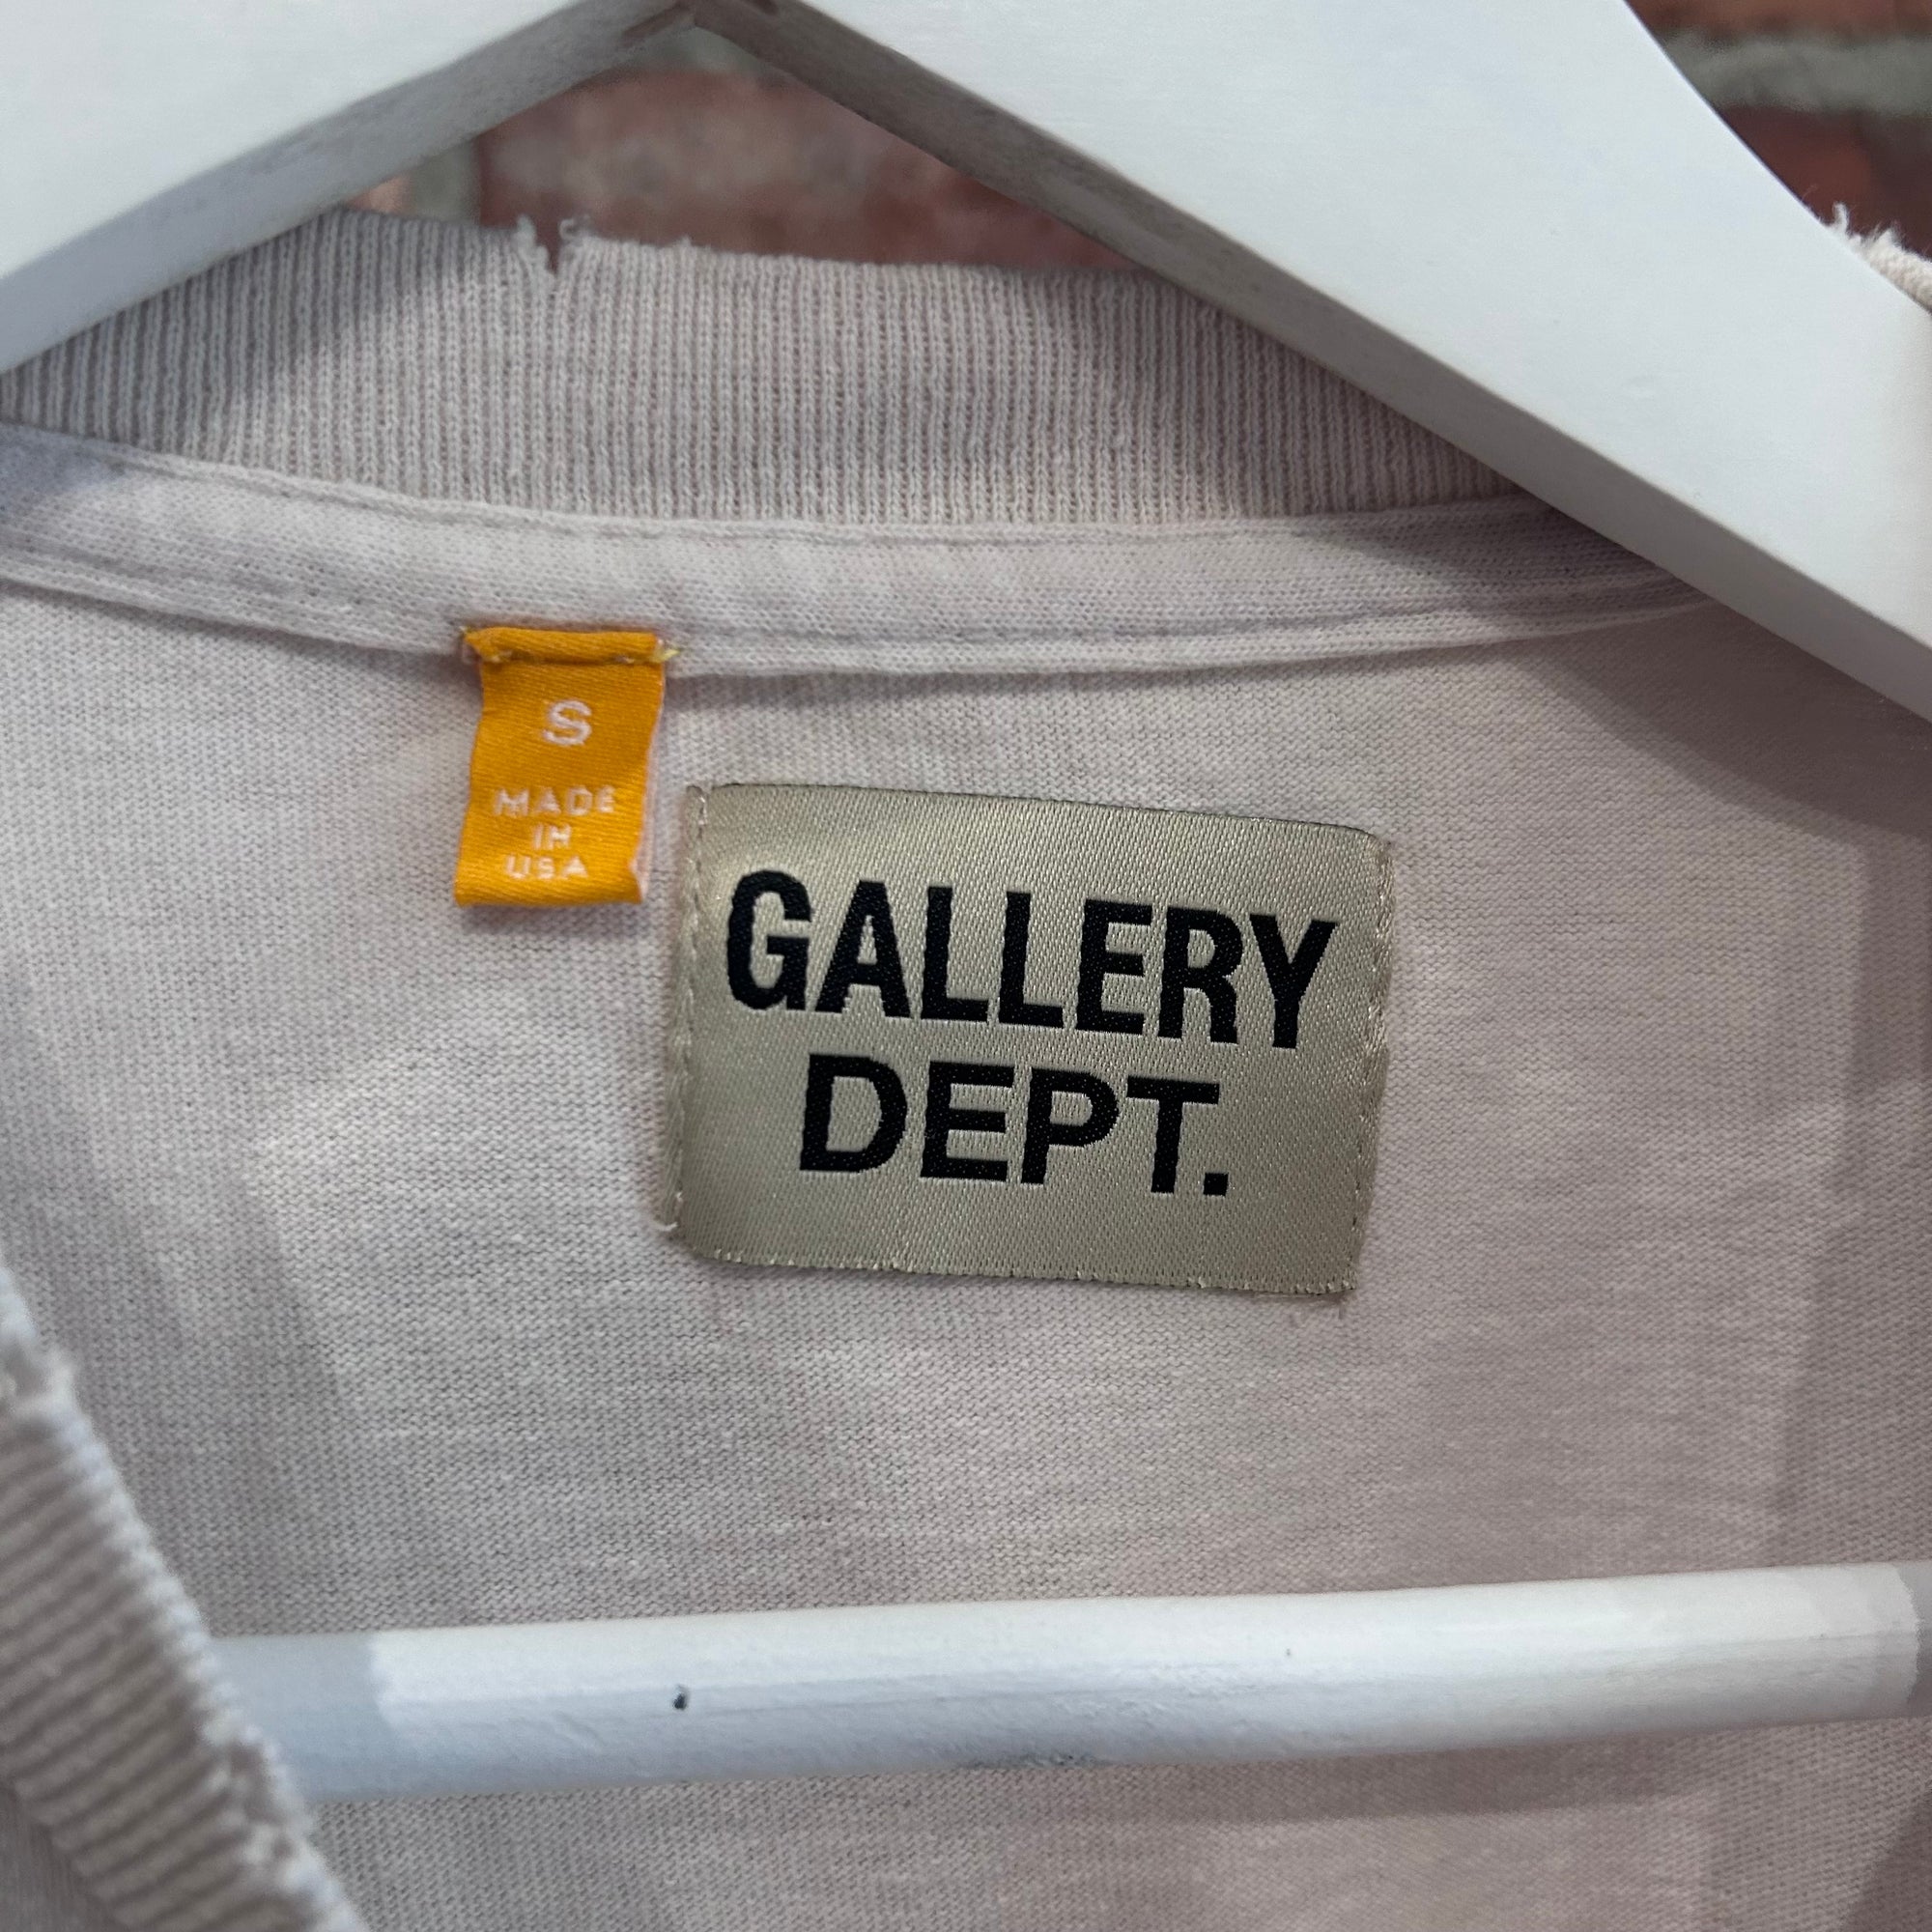 S
MADE
IN
USA
GALLERY
DEPT.